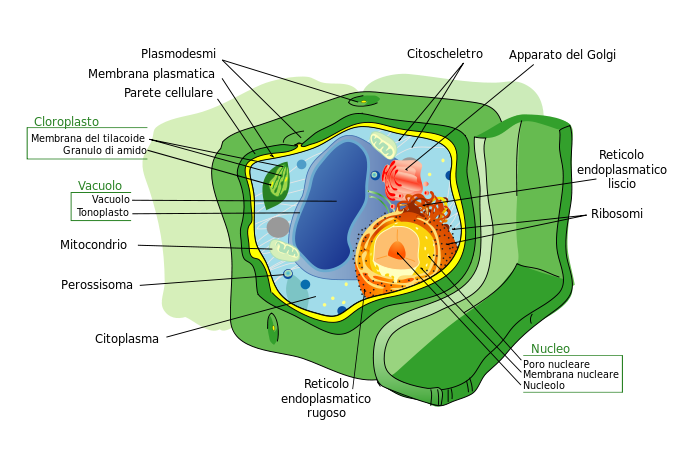 Plasmodesmi
Membrana plasmatica
Parete cellulare
Cloroplasto
Membrana del tilacoide
Granulo di amido
Vacuolo
Vacuolo
Tonoplasto
Mitocondrio
Perossisoma
Citoplasma
Citoscheletro
Apparato del Golgi
Reticolo
endoplasmatico
liscio
Ribosomi
Nucleo
Poro nucleare
Membrana nucleare
Nucleolo
Reticolo
endoplasmatico
rugoso